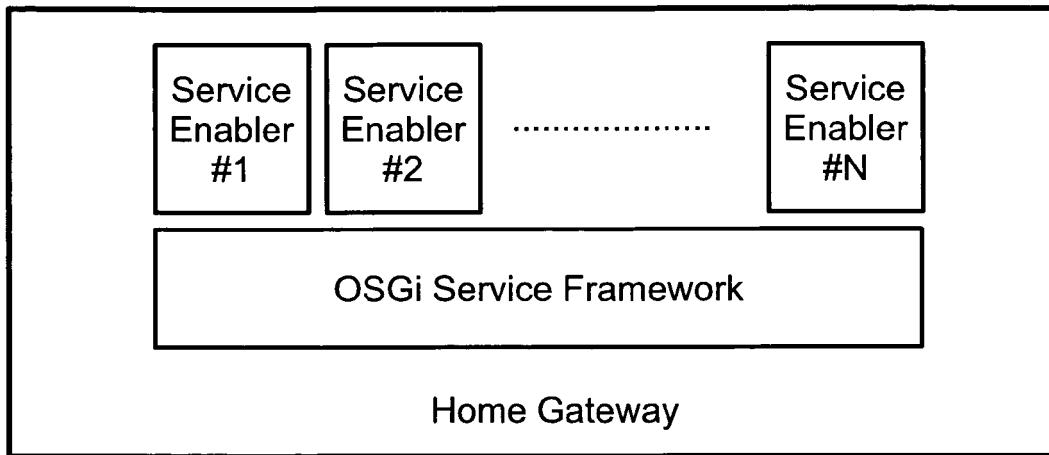 Service
Enabler
#1
Service
Enabler
#2
Service
Enabler
#N
OSGi Service Framework
Home Gateway